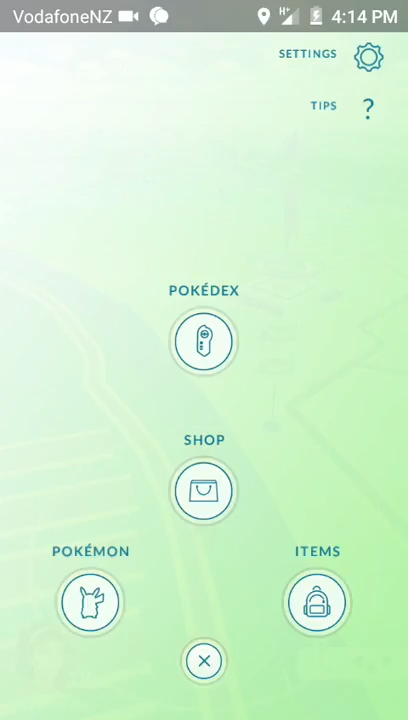 VodafoneNZ H+ 4:14 PM
SETTINGS
TIPS ?
POKÉDEX
SHOP
POKÉMON
ITEMS